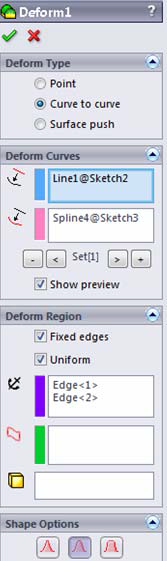 Deform1 ?
Deform Type
Point
Curve to curve
Surface push
Deform Curves
Line1@Sketch2
Spline4@Sketch3
- < Set[1] > +
Show preview
Deform Region
Fixed edges
Uniform
Edge<1>
Edge<2>
Shape Options